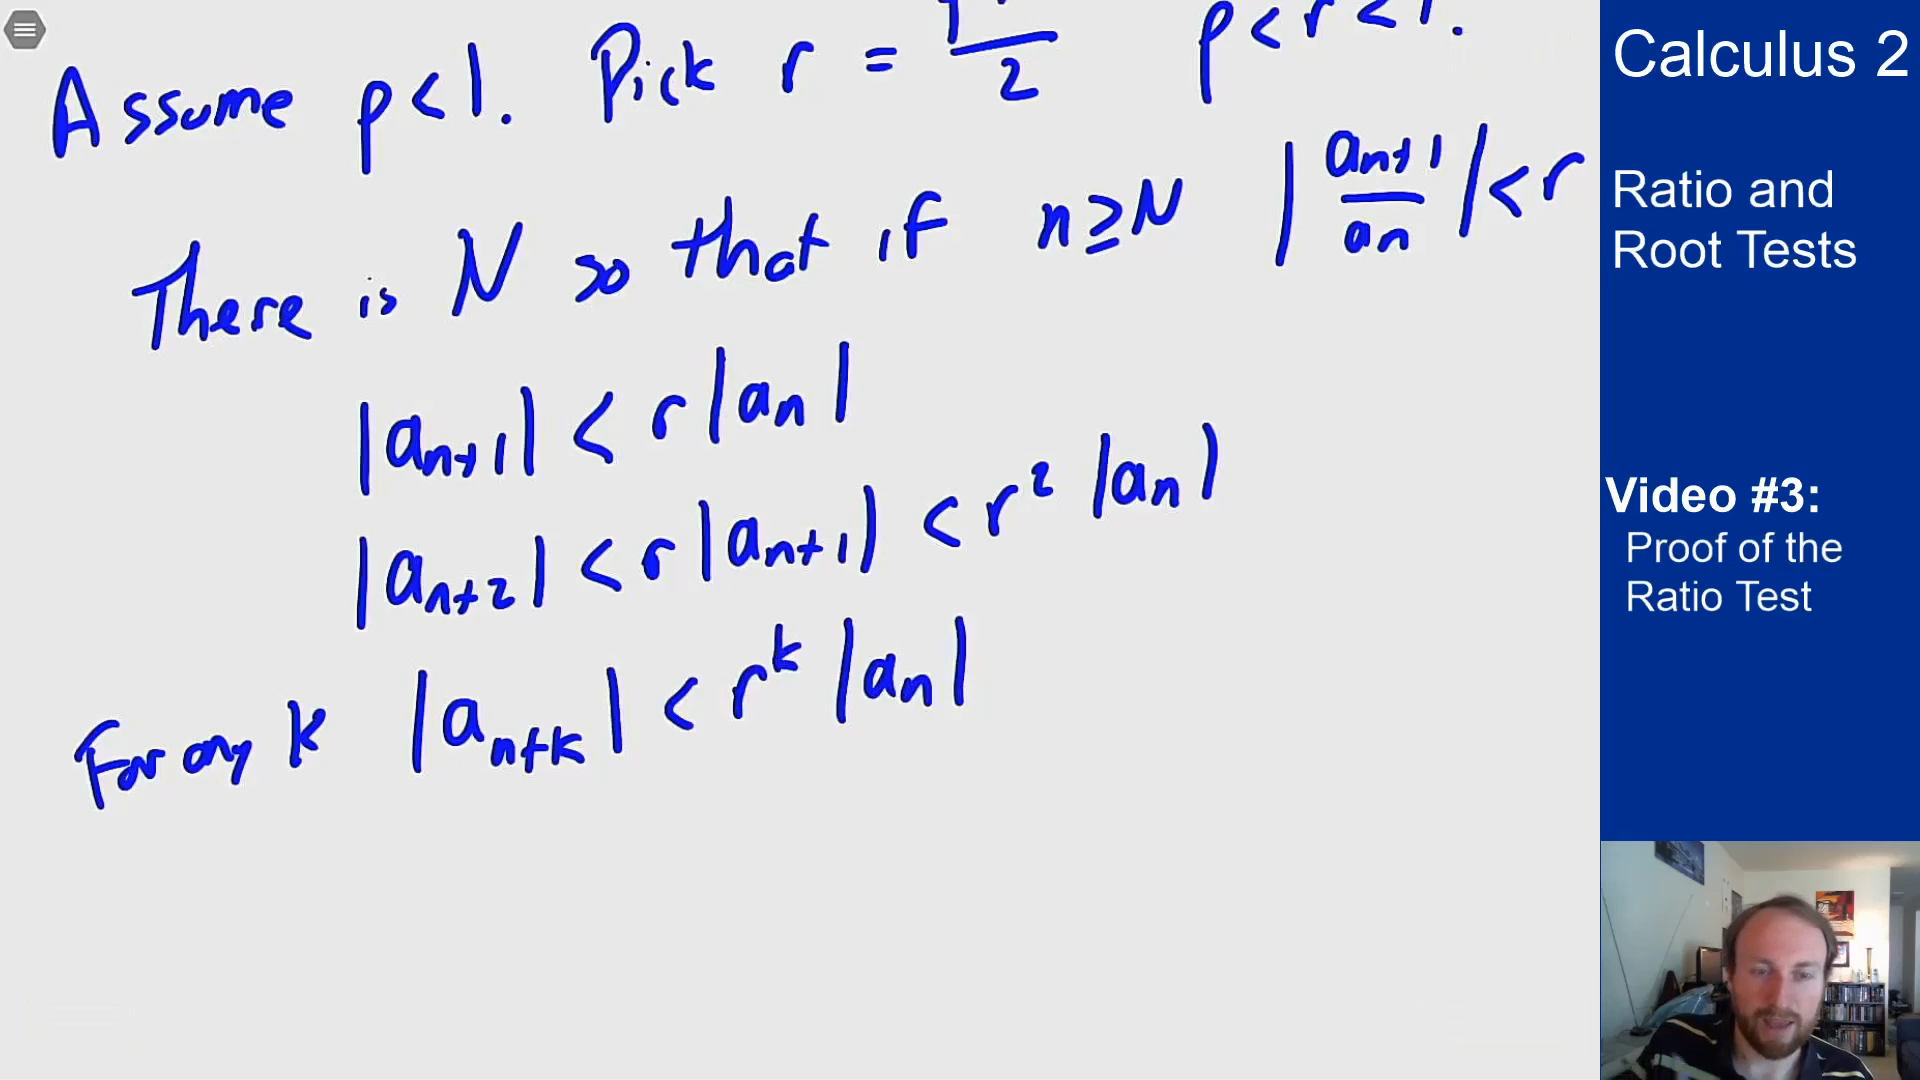 Assume ρ<1. Pick r = /2 ρ<r<1.
There is N so that if n≥N |aₙ₊₁/aₙ|<r
|aₙ₊₁| < r|aₙ|
|aₙ₊₂| < r|aₙ₊₁| < r² |aₙ|
For any k |aₙ₊ₖ| < rᵏ |aₙ|
Calculus 2
Ratio and
Root Tests
Video #3:
Proof of the
Ratio Test